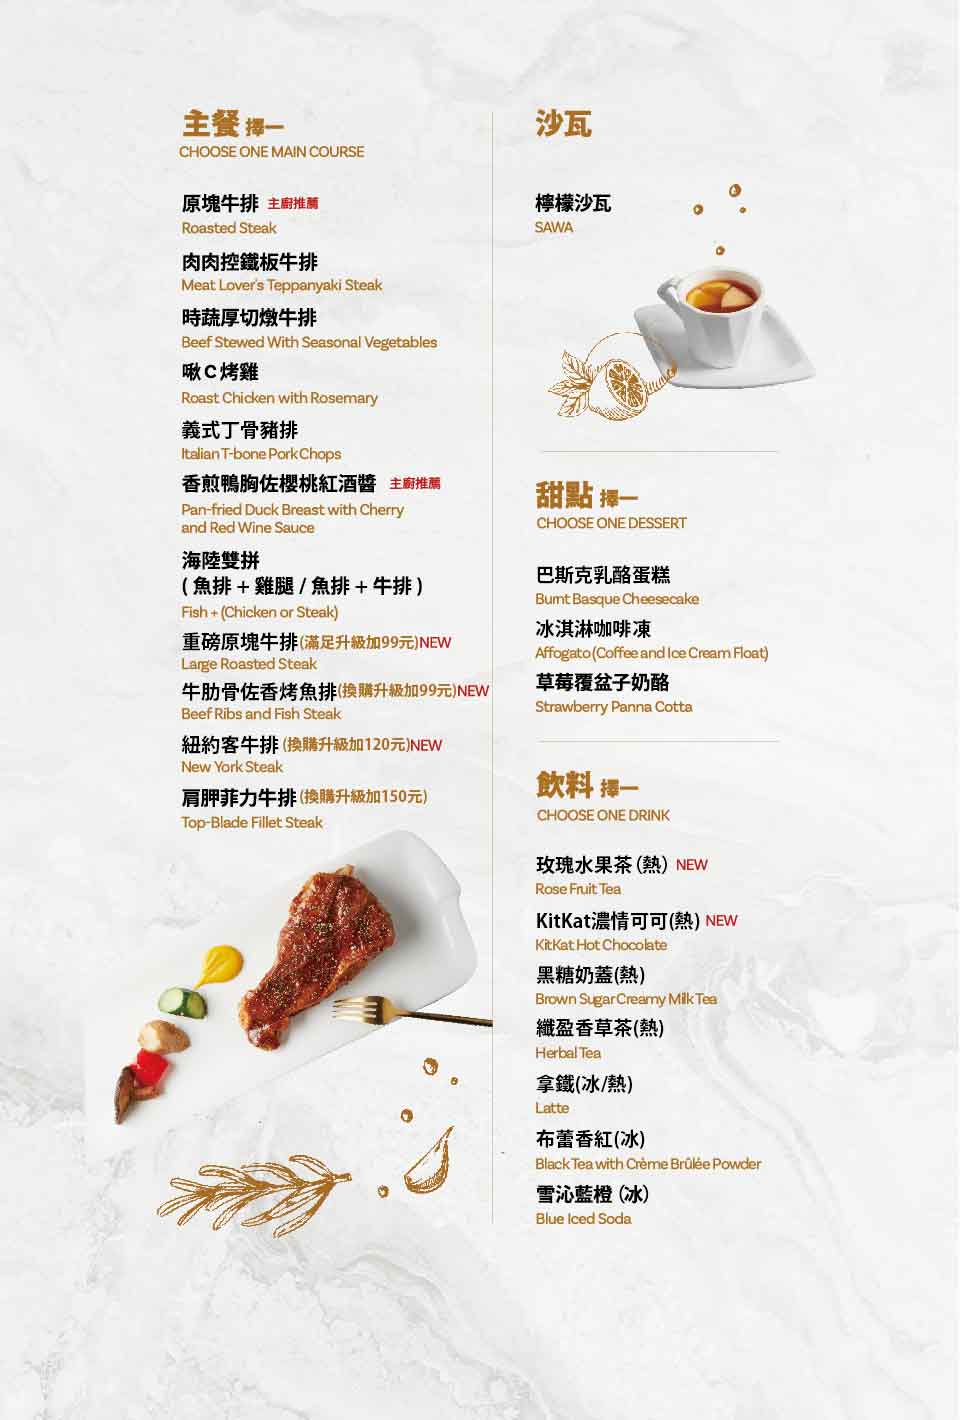 主餐 擇一
CHOOSE ONE MAIN COURSE
原塊牛排 主廚推薦
Roasted Steak
肉肉控鐵板牛排
Meat Lover's Teppanyaki Steak
時蔬厚切燉牛排
Beef Stewed With Seasonal Vegetables
啾C烤雞
Roast Chicken with Rosemary
義式丁骨豬排
Italian T-bone Pork Chops
香煎鴨胸佐櫻桃紅酒醬 主廚推薦
Pan-fried Duck Breast with Cherry
and Red Wine Sauce
海陸雙拼
( 魚排 + 雞腿 / 魚排 + 牛排 )
Fish + (Chicken or Steak)
重磅原塊牛排(滿足升級加99元)NEW
Large Roasted Steak
牛肋骨佐香烤魚排(換購升級加99元)NEW
Beef Ribs and Fish Steak
紐約客牛排 (換購升級加120元)NEW
New York Steak
肩胛菲力牛排 (換購升級加150元)
Top-Blade Fillet Steak
沙瓦
檸檬沙瓦
SAWA
甜點 擇一
CHOOSE ONE DESSERT
巴斯克乳酪蛋糕
Burnt Basque Cheesecake
冰淇淋咖啡凍
Affogato (Coffee and Ice Cream Float)
草莓覆盆子奶酪
Strawberry Panna Cotta
飲料 擇一
CHOOSE ONE DRINK
玫瑰水果茶（熱） NEW
Rose Fruit Tea
KitKat濃情可可(熱) NEW
KitKat Hot Chocolate
黑糖奶蓋(熱)
Brown Sugar Creamy Milk Tea
纖盈香草茶(熱)
Herbal Tea
拿鐵(冰/熱)
Latte
布蕾香紅(冰)
Black Tea with Crème Brûlée Powder
雪沁藍橙（冰）
Blue Iced Soda